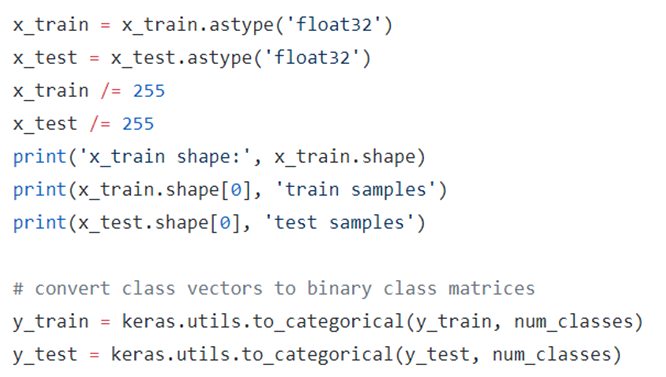 x_train = x_train.astype('float32')
x_test = x_test.astype('float32')
x_train /= 255
x_test /= 255
print('x_train shape:', x_train.shape)
print(x_train.shape[0], 'train samples')
print(x_test.shape[0], 'test samples')

# convert class vectors to binary class matrices
y_train = keras.utils.to_categorical(y_train, num_classes)
y_test = keras.utils.to_categorical(y_test, num_classes)